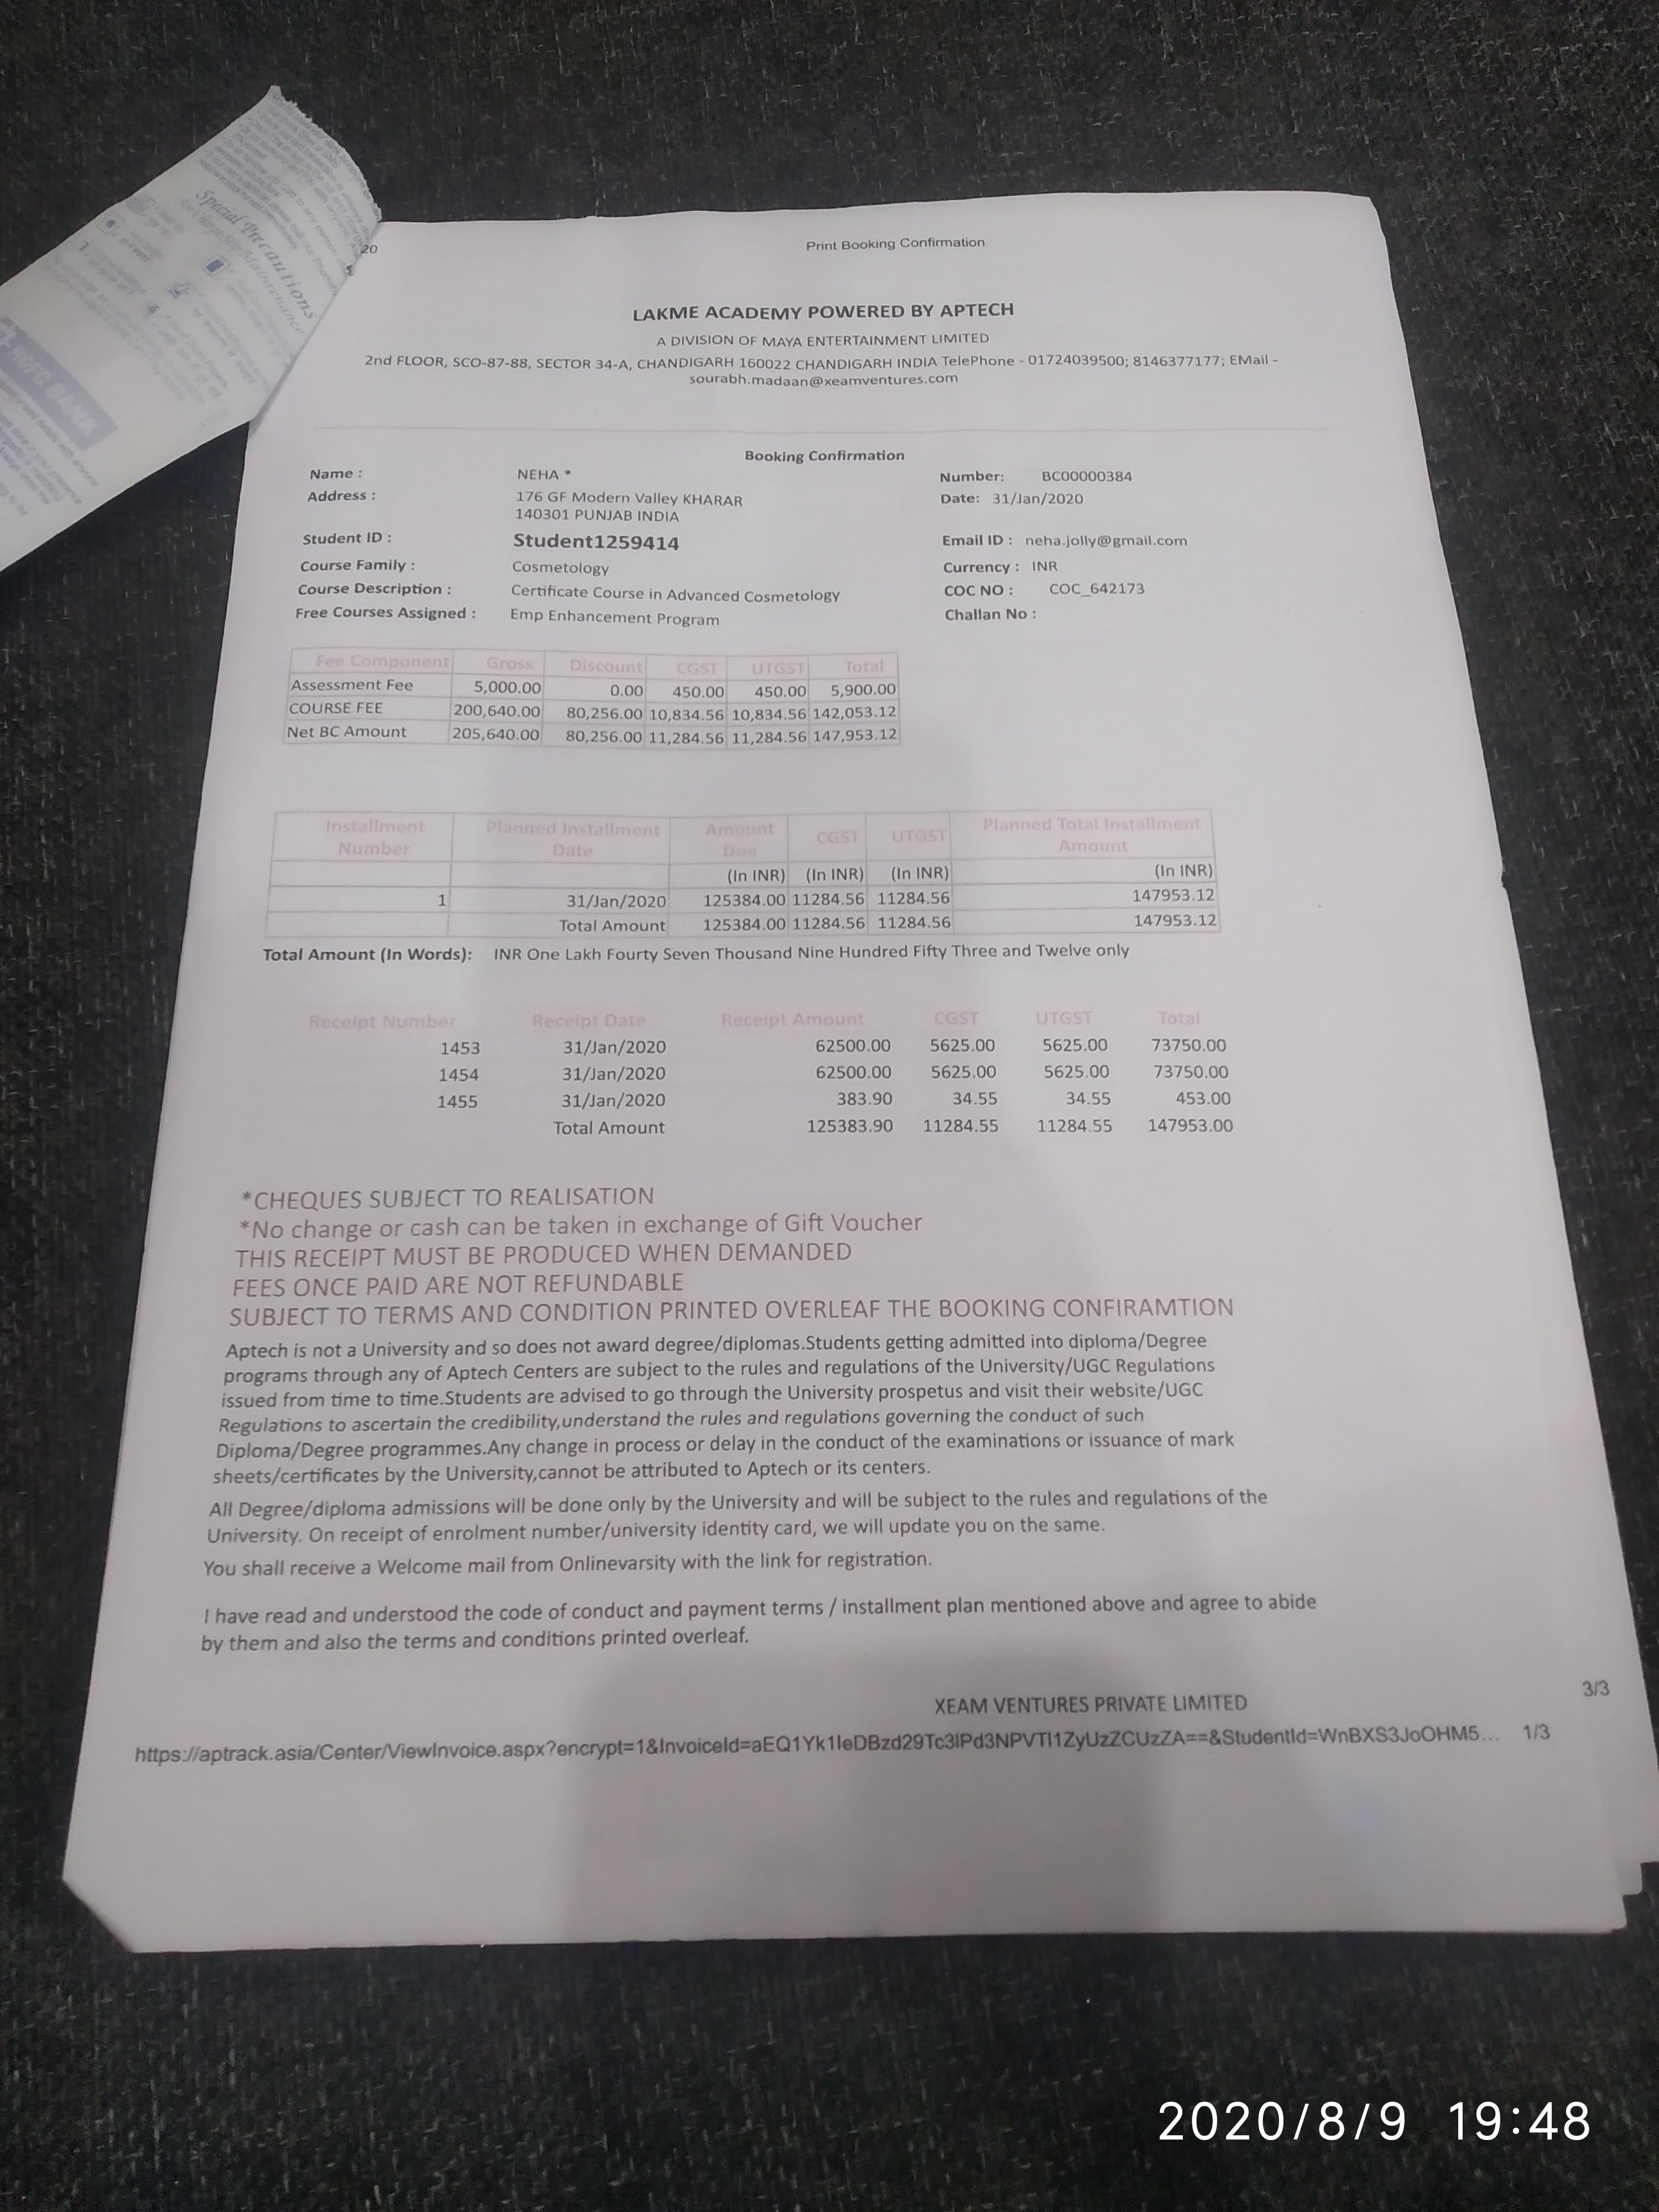 20
Print Booking Confirmation
LAKME ACADEMY POWERED BY APTECH
A DIVISION OF MAYA ENTERTAINMENT LIMITED
2nd FLOOR, SCO-87-88, SECTOR 34-A, CHANDIGARH 160022 CHANDIGARH INDIA TelePhone - 01724039500; 8146377177; EMail -
sourabh.madaan@xeamventures.com
Booking Confirmation
Name : NEHA * Number: BC00000384
Address : 176 GF Modern Valley KHARAR Date: 31/Jan/2020
140301 PUNJAB INDIA
Student ID : Student1259414 Email ID : neha.jolly@gmail.com
Course Family : Cosmetology Currency : INR
Course Description : Certificate Course in Advanced Cosmetology COC NO : COC_642173
Free Courses Assigned : Emp Enhancement Program Challan No :
Fee Component Gross Discount CGST UTGST Total
Assessment Fee 5,000.00 0.00 450.00 450.00 5,900.00
COURSE FEE 200,640.00 80,256.00 10,834.56 10,834.56 142,053.12
Net BC Amount 205,640.00 80,256.00 11,284.56 11,284.56 147,953.12
Installment Planned Installment Amount CGST UTGST Planned Total Installment
Number Date Due Amount
(In INR) (In INR) (In INR) (In INR)
1 31/Jan/2020 125384.00 11284.56 11284.56 147953.12
Total Amount 125384.00 11284.56 11284.56 147953.12
Total Amount (In Words): INR One Lakh Fourty Seven Thousand Nine Hundred Fifty Three and Twelve only
Receipt Number Receipt Date Receipt Amount CGST UTGST Total
1453 31/Jan/2020 62500.00 5625.00 5625.00 73750.00
1454 31/Jan/2020 62500.00 5625.00 5625.00 73750.00
1455 31/Jan/2020 383.90 34.55 34.55 453.00
Total Amount 125383.90 11284.55 11284.55 147953.00
*CHEQUES SUBJECT TO REALISATION
*No change or cash can be taken in exchange of Gift Voucher
THIS RECEIPT MUST BE PRODUCED WHEN DEMANDED
FEES ONCE PAID ARE NOT REFUNDABLE
SUBJECT TO TERMS AND CONDITION PRINTED OVERLEAF THE BOOKING CONFIRAMTION
Aptech is not a University and so does not award degree/diplomas.Students getting admitted into diploma/Degree
programs through any of Aptech Centers are subject to the rules and regulations of the University/UGC Regulations
issued from time to time.Students are advised to go through the University prospetus and visit their website/UGC
Regulations to ascertain the credibility,understand the rules and regulations governing the conduct of such
Diploma/Degree programmes.Any change in process or delay in the conduct of the examinations or issuance of mark
sheets/certificates by the University,cannot be attributed to Aptech or its centers.
All Degree/diploma admissions will be done only by the University and will be subject to the rules and regulations of the
University. On receipt of enrolment number/university identity card, we will update you on the same.
You shall receive a Welcome mail from Onlinevarsity with the link for registration.
I have read and understood the code of conduct and payment terms / installment plan mentioned above and agree to abide
by them and also the terms and conditions printed overleaf.
XEAM VENTURES PRIVATE LIMITED
3/3
https://aptrack.asia/Center/ViewInvoice.aspx?encrypt=1&InvoiceId=aEQ1Yk1IeDBzd29Tc3lPd3NPVTl1ZyUzZCUzZA==&StudentId=WnBXS3JoOHM5... 1/3
Special Precautions
HDFC BANK
2020/8/9 19:48